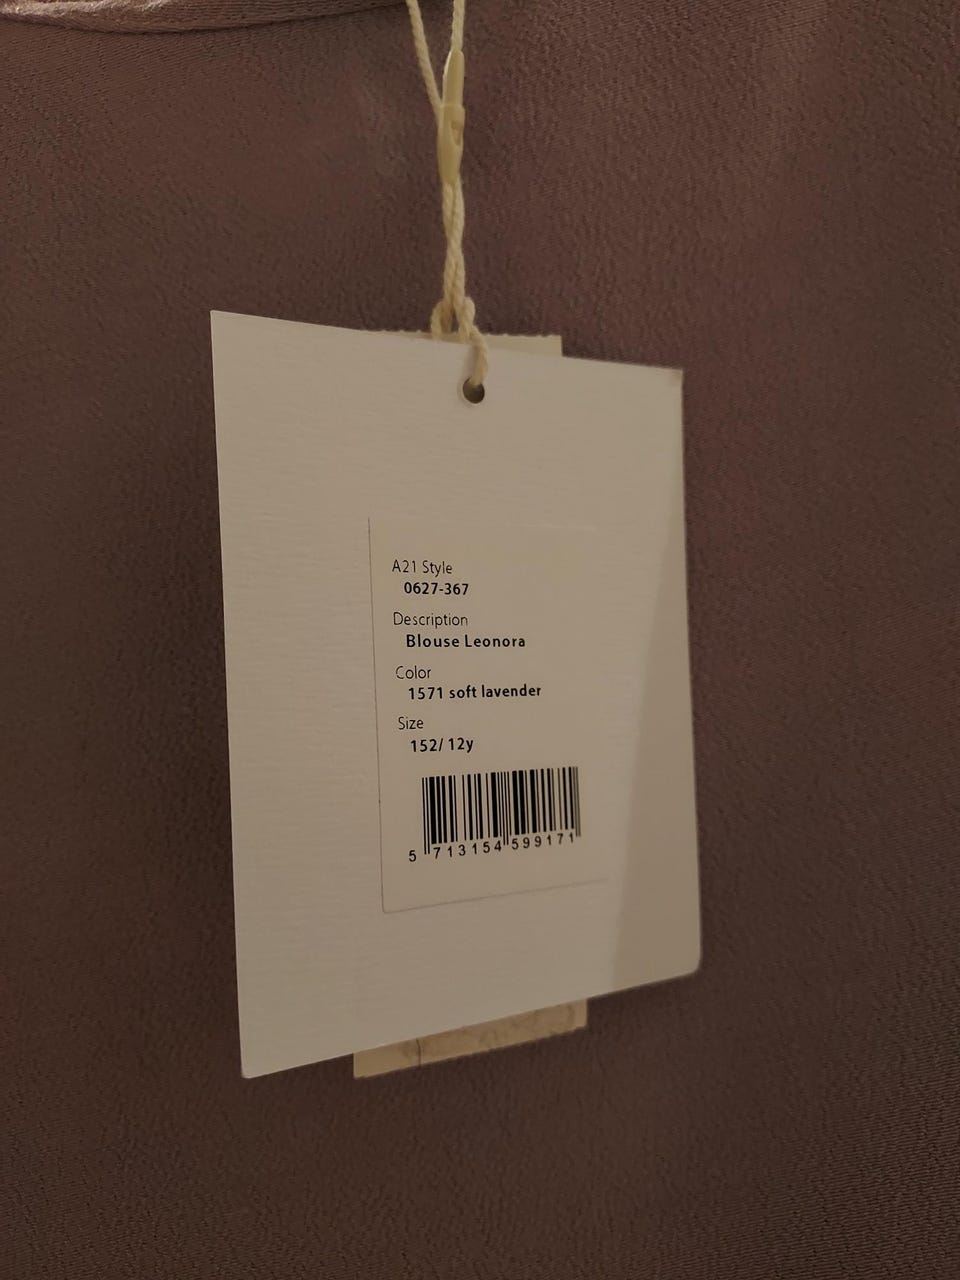 A21 Style
0627-367
Description
Blouse Leonora
Color
1571 soft lavender
Size
152/ 12y
5 713154 599171